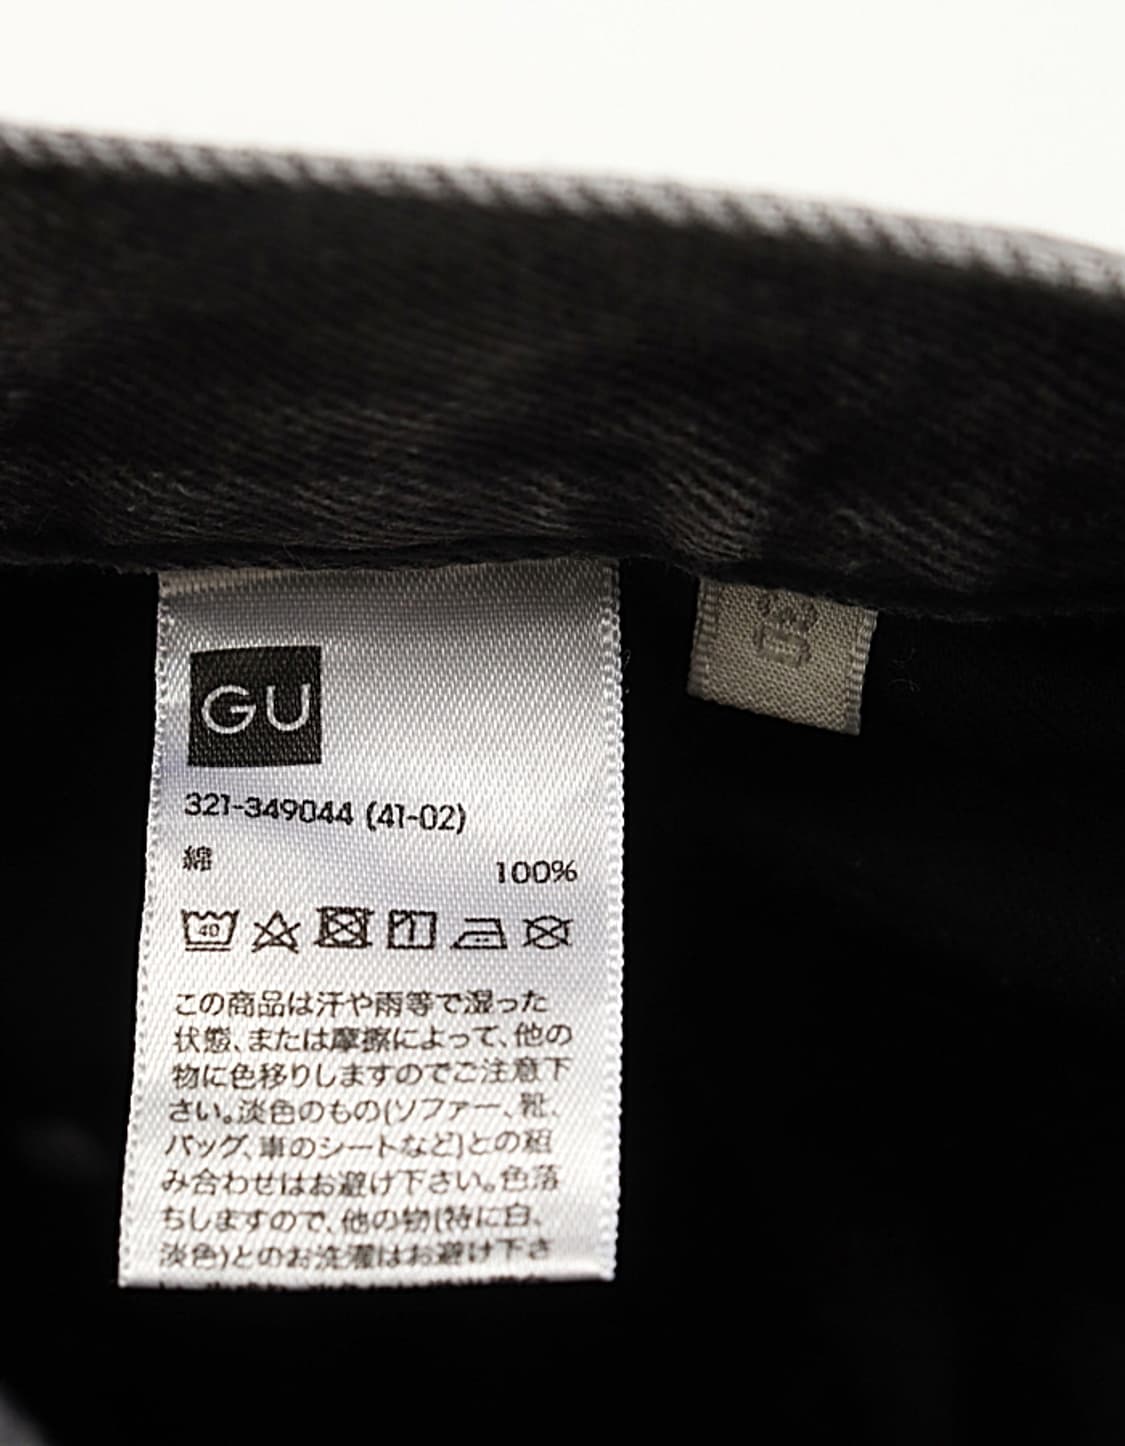 GU
321-349044 (41-02)
綿 100%
40
この商品は汗や雨等で湿った
状態、または摩擦によって、他の
物に色移りしますのでご注意下
さい。淡色のもの(ソファー、靴、
バッグ、車のシートなど)との組
み合わせはお避け下さい。色落
ちしますので、他の物(特に白、
淡色)とのお洗濯はお避け下さ